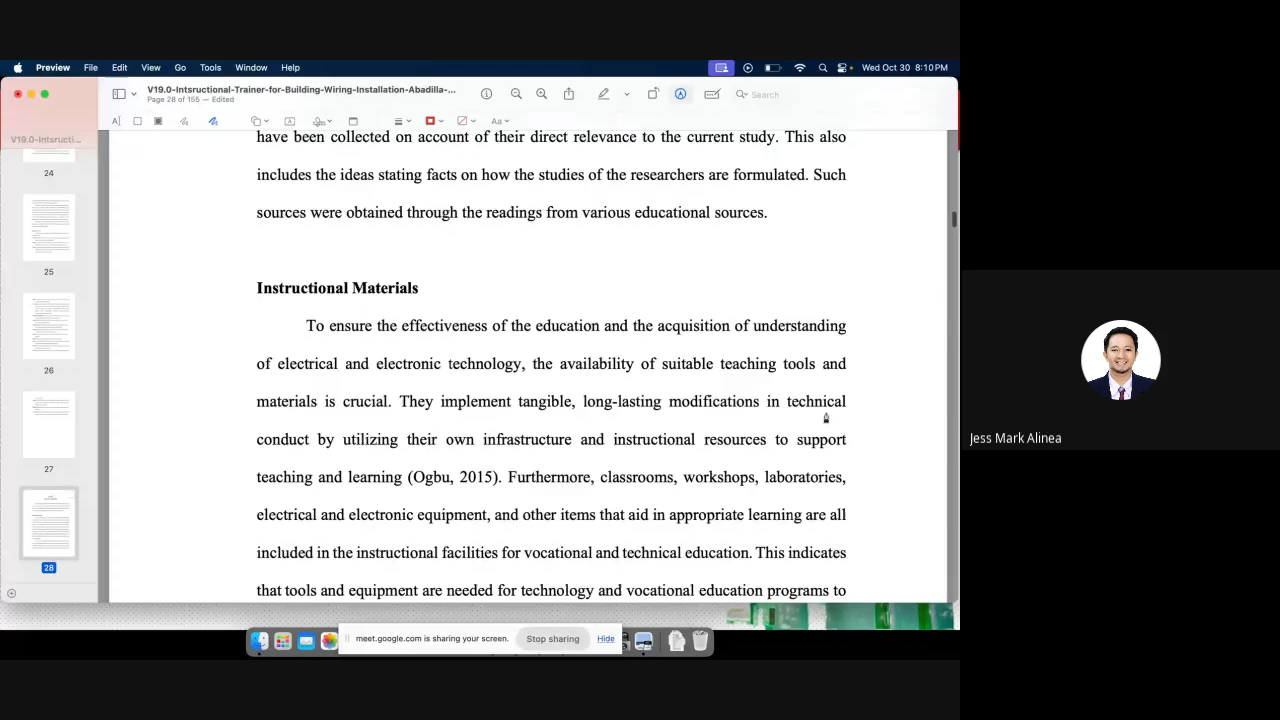 Preview File Edit View Go Tools Window Help
Wed Oct 30 8:10 PM
V19.0-Intsructional-Trainer-for-Building-Wiring-Installation-Abadilla-...
Page 28 of 155 — Edited
Search
V19.0-Intsructi...
Aa
24
25
26
27
28
have been collected on account of their direct relevance to the current study. This also
includes the ideas stating facts on how the studies of the researchers are formulated. Such
sources were obtained through the readings from various educational sources.
Instructional Materials
To ensure the effectiveness of the education and the acquisition of understanding
of electrical and electronic technology, the availability of suitable teaching tools and
materials is crucial. They implement tangible, long-lasting modifications in technical
conduct by utilizing their own infrastructure and instructional resources to support
teaching and learning (Ogbu, 2015). Furthermore, classrooms, workshops, laboratories,
electrical and electronic equipment, and other items that aid in appropriate learning are all
included in the instructional facilities for vocational and technical education. This indicates
that tools and equipment are needed for technology and vocational education programs to
meet.google.com is sharing your screen. Stop sharing Hide
Jess Mark Alinea